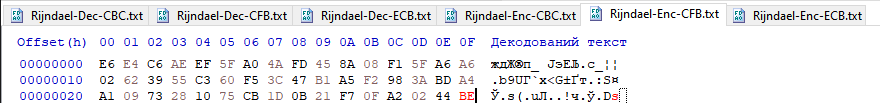 Rijndael-Dec-CBC.txt Rijndael-Dec-CFB.txt Rijndael-Dec-ECB.txt Rijndael-Enc-CBC.txt Rijndael-Enc-CFB.txt Rijndael-Enc-ECB.txt
Offset(h) 00 01 02 03 04 05 06 07 08 09 0A 0B 0C 0D 0E 0F Декодований текст
00000000 E6 E4 C6 AE EF 5F A0 4A FD 45 8A 08 F1 5F A6 A6 ждЖ®п_ JэEЉ.с_¦¦
00000010 02 62 39 55 C3 60 F5 3C 47 B1 A5 F2 98 3A BD A4 .b9UГ`х<G±Ґт.:Ѕ¤
00000020 A1 09 73 28 10 75 CB 1D 0B 21 F7 0F A2 02 44 BE Ў.s(.uЛ..!ч.ў.Dѕ